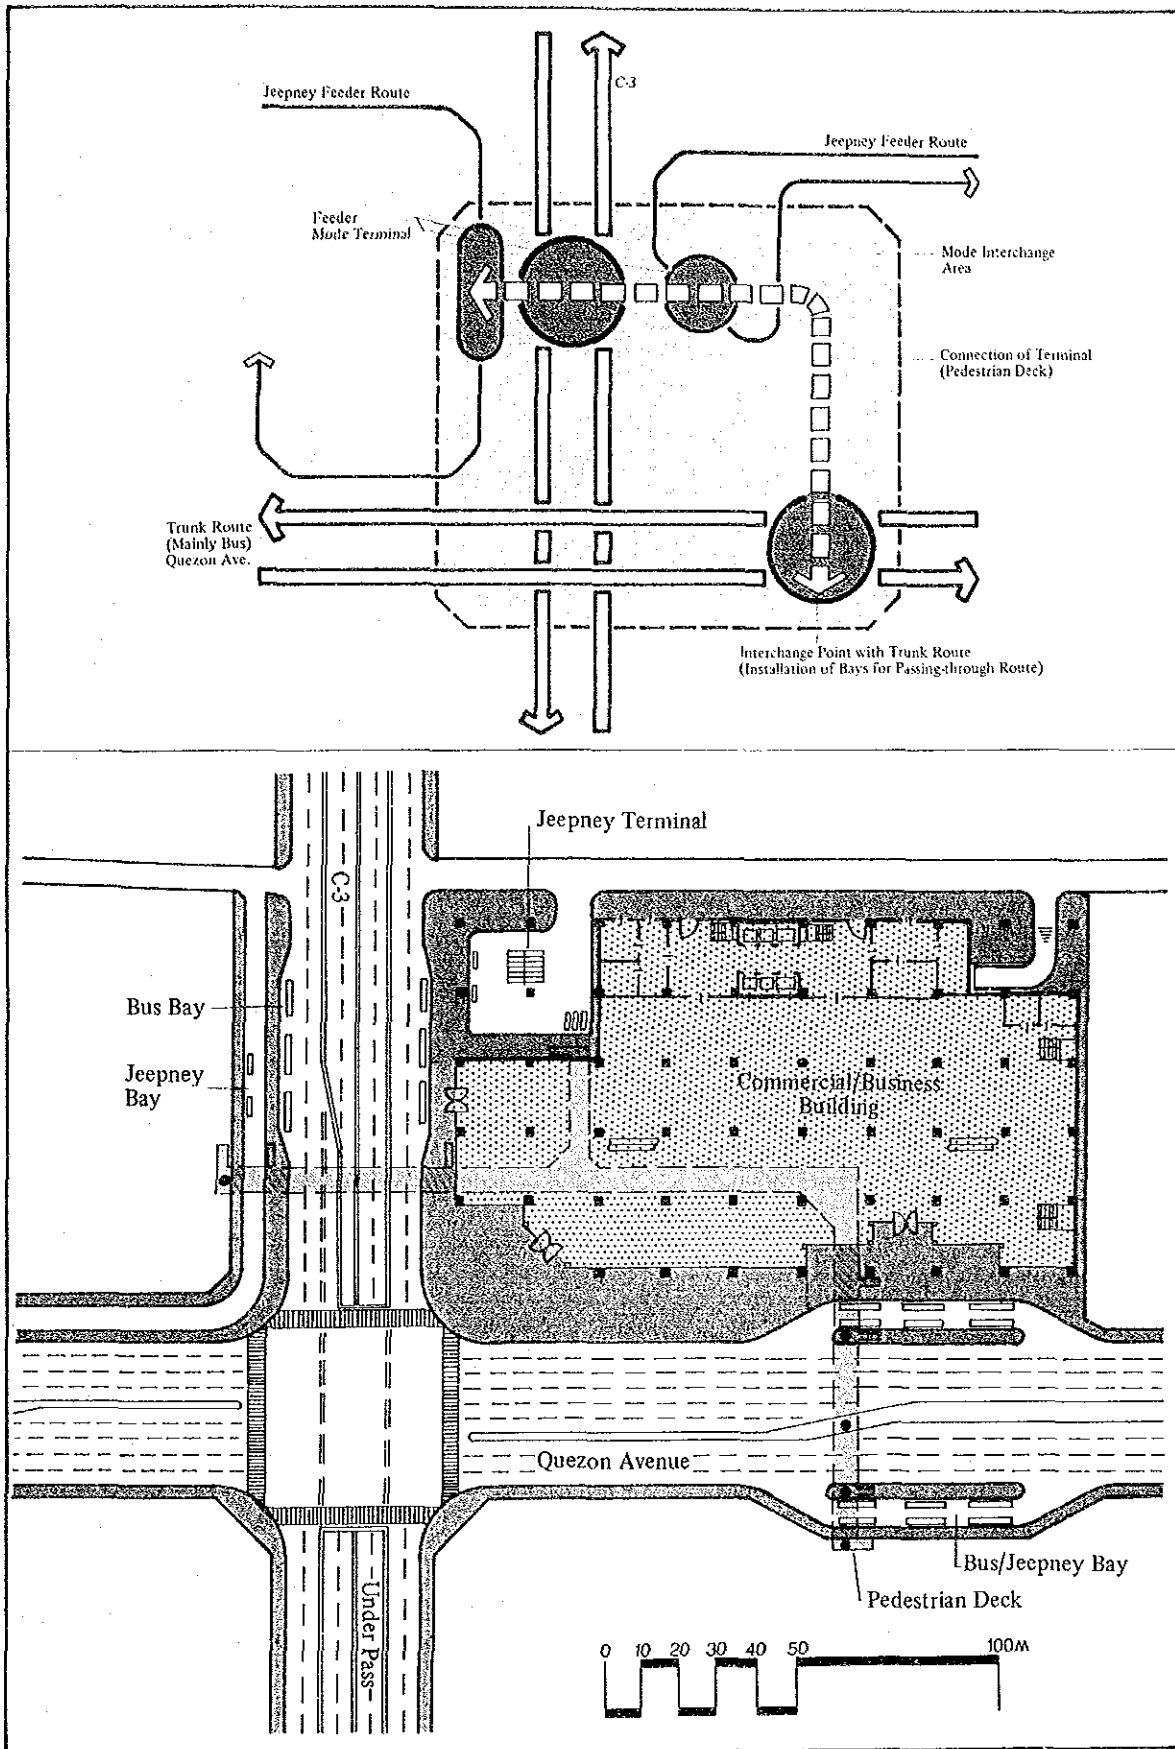 C-3
Jeepney Feeder Route
Jeepney Feeder Route
Feeder
Mode Terminal
Mode Interchange
Area
Connection of Terminal
(Pedestrian Deck)
Trunk Route
(Mainly Bus)
Quezon Ave.
Interchange Point with Trunk Route
(Installation of Bays for Passing-through Route)
Jeepney Terminal
C-3
Bus Bay
Jeepney
Bay
Commercial/Business
Building
Quezon Avenue
Bus/Jeepney Bay
Pedestrian Deck
Under Pass
0 10 20 30 40 50 100M